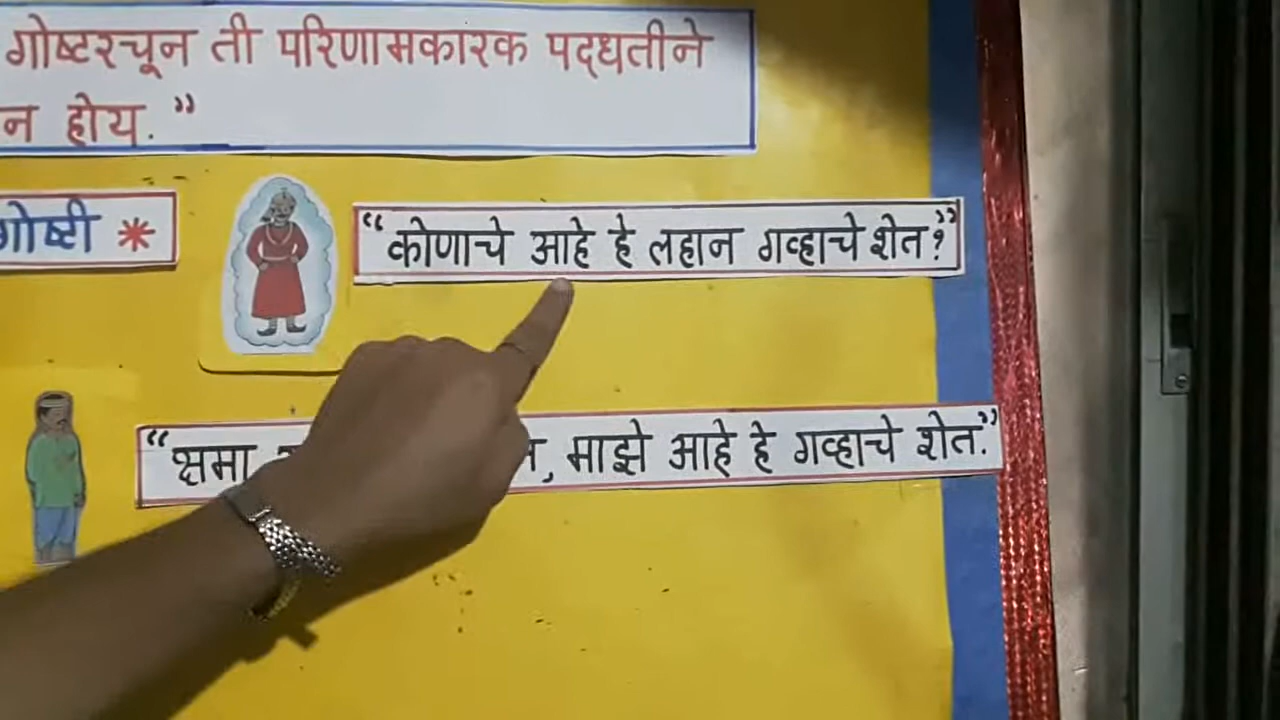 गोष्टरचून ती परिणामकारक पद्धतीने
न होय."
गोष्टी *
"कोणाचे आहे हे लहान गव्हाचे शेत?"
"क्षमा माझे आहे हे गव्हाचे शेत."